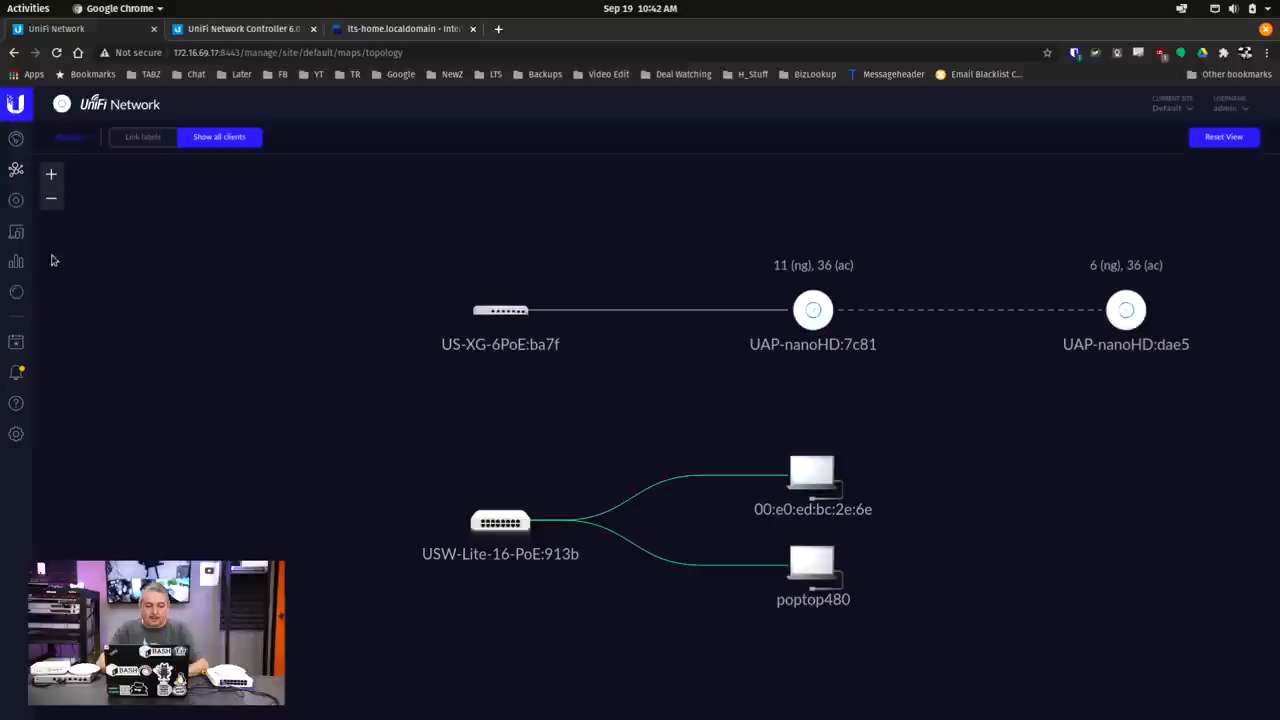 Activities
Google Chrome
Sep 19 10:42 AM
UniFi Network
UniFi Network Controller 6.0
lts-home.localdomain - Inter
Not secure
172.16.69.17:8443/manage/site/default/maps/topology
Apps
Bookmarks
TABZ
Chat
Later
FB
YT
TR
Google
NewZ
LTS
Backups
Video Edit
Deal Watching
H_Stuff
BizLookup
Messageheader
Email Blacklist C...
Other bookmarks
UniFi Network
CURRENT SITE
Default
USERNAME
admin
Link labels
Show all clients
Reset View
+
−
11 (ng), 36 (ac)
6 (ng), 36 (ac)
US-XG-6PoE:ba7f
UAP-nanoHD:7c81
UAP-nanoHD:dae5
00:e0:ed:bc:2e:6e
USW-Lite-16-PoE:913b
poptop480
BASH
BASH